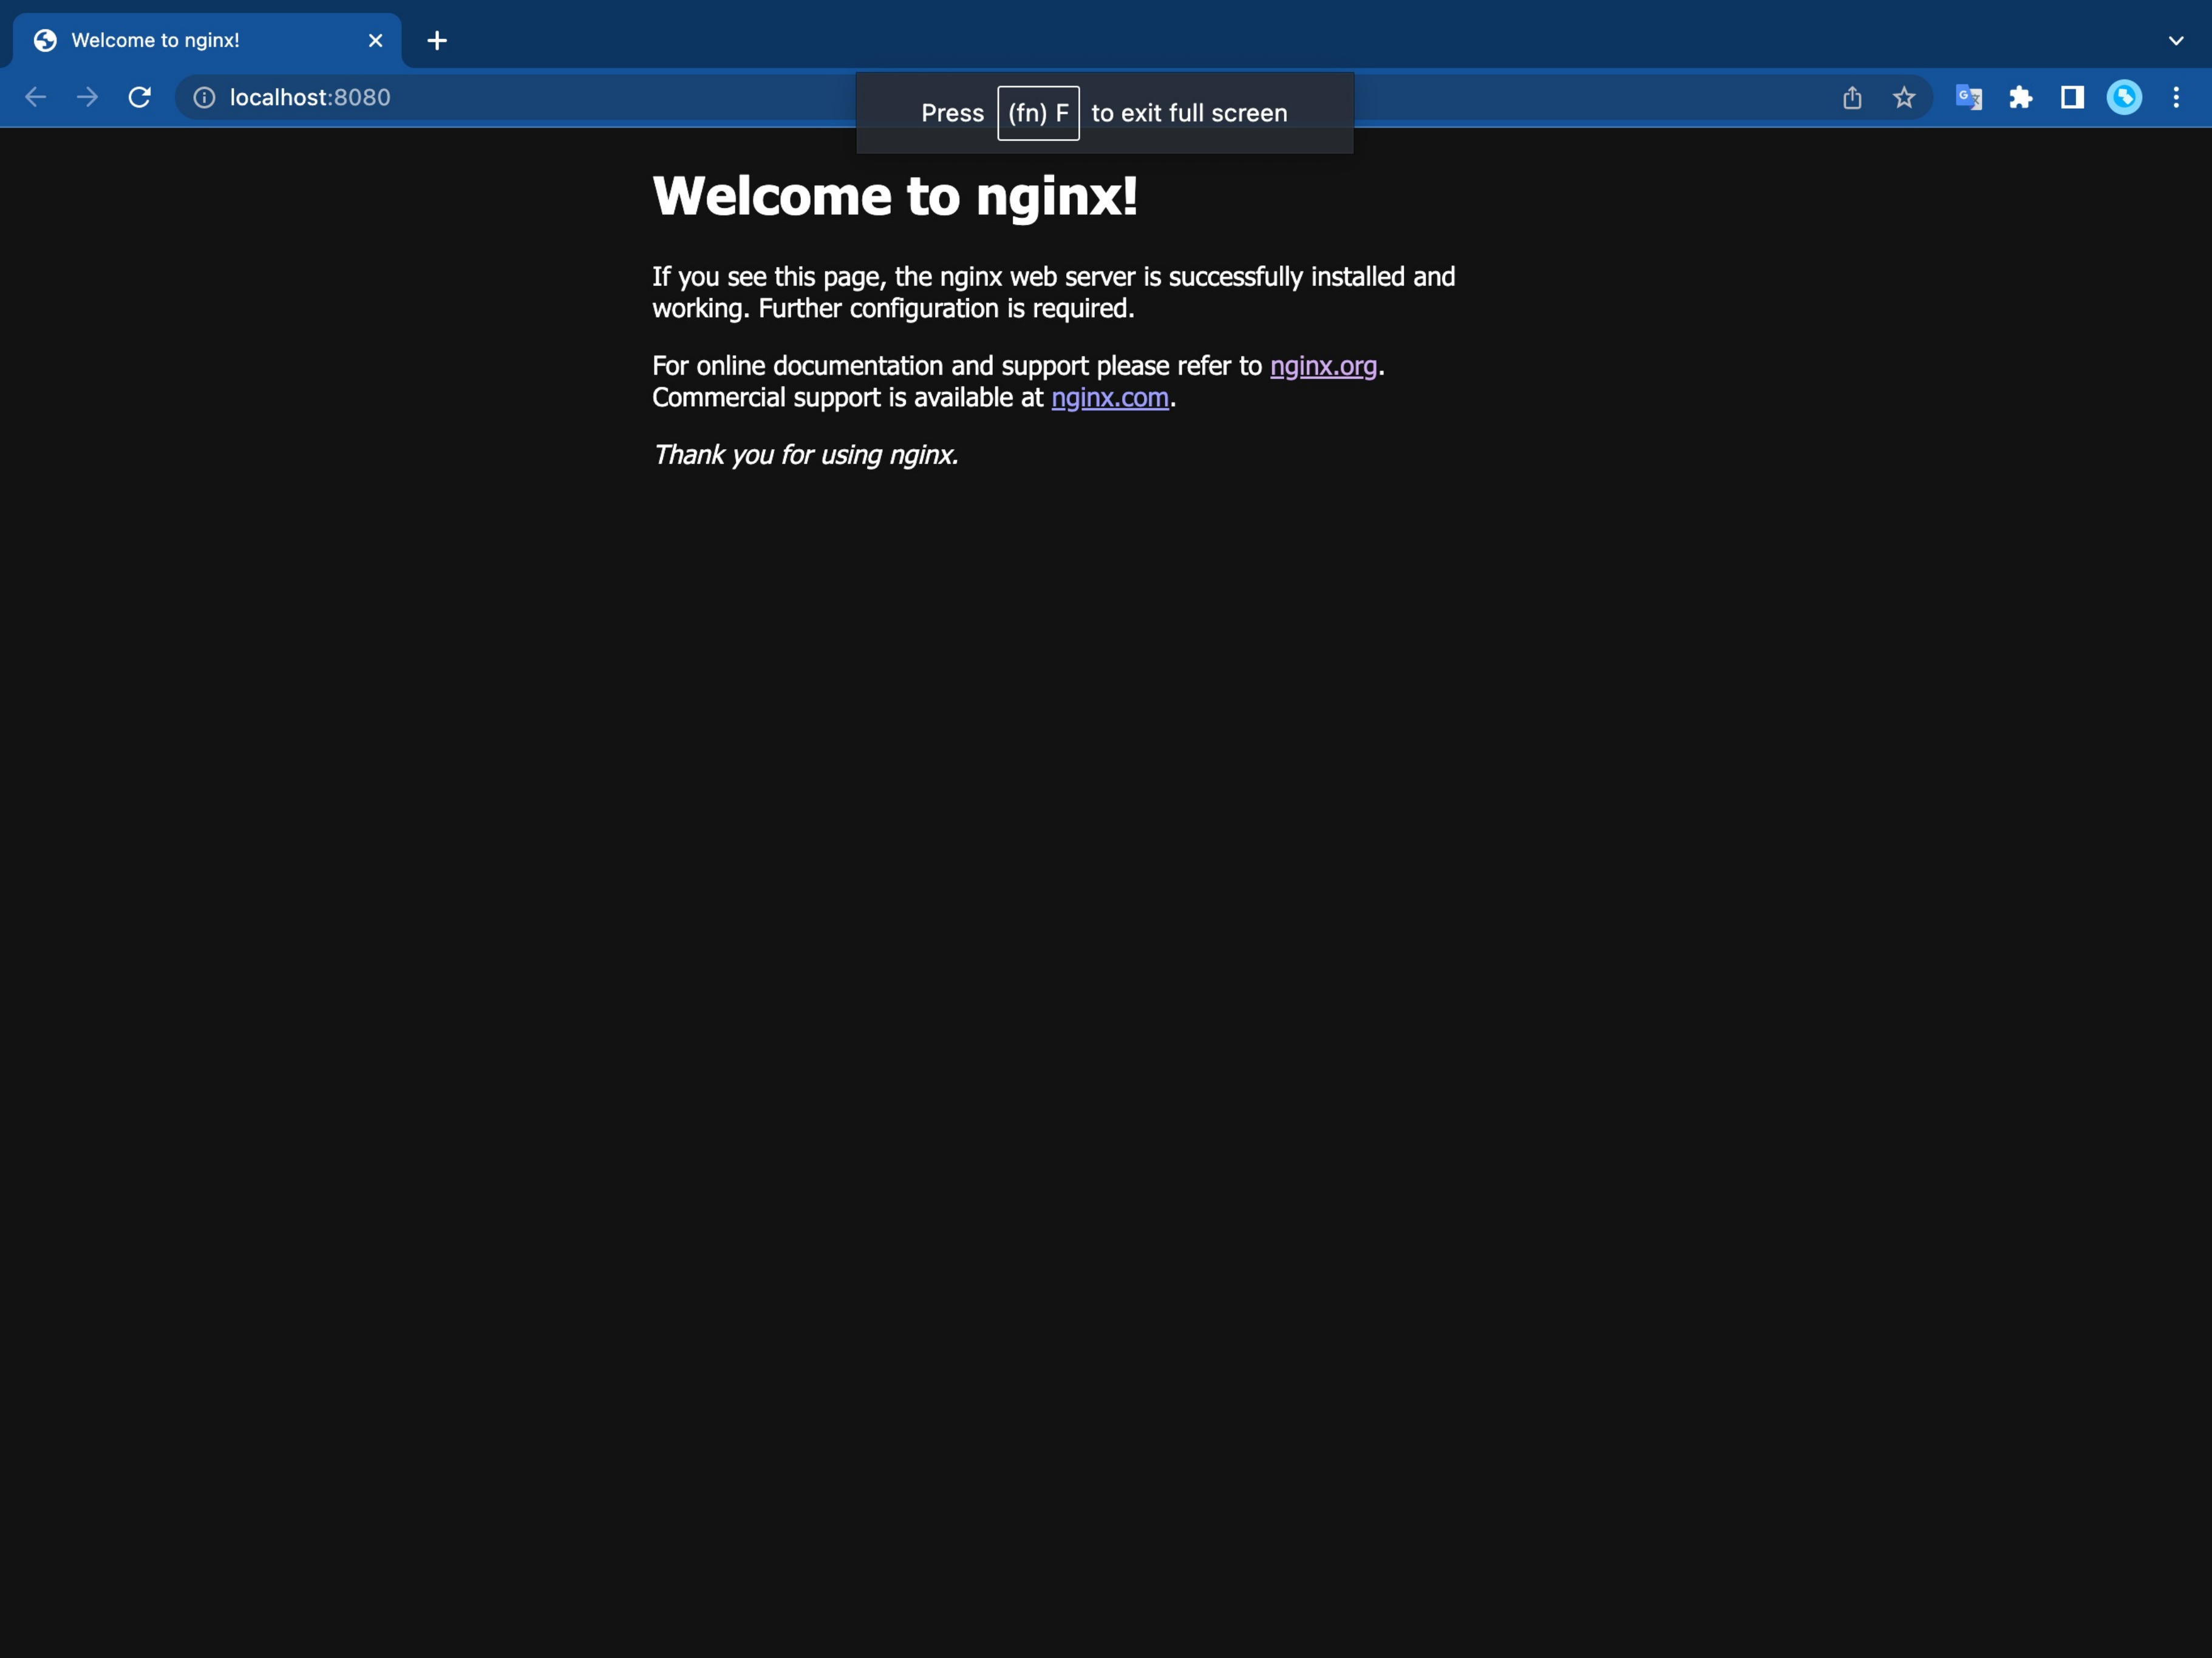 Welcome to nginx!
localhost:8080
Press (fn) F to exit full screen
Welcome to nginx!
If you see this page, the nginx web server is successfully installed and
working. Further configuration is required.
For online documentation and support please refer to nginx.org.
Commercial support is available at nginx.com.
Thank you for using nginx.